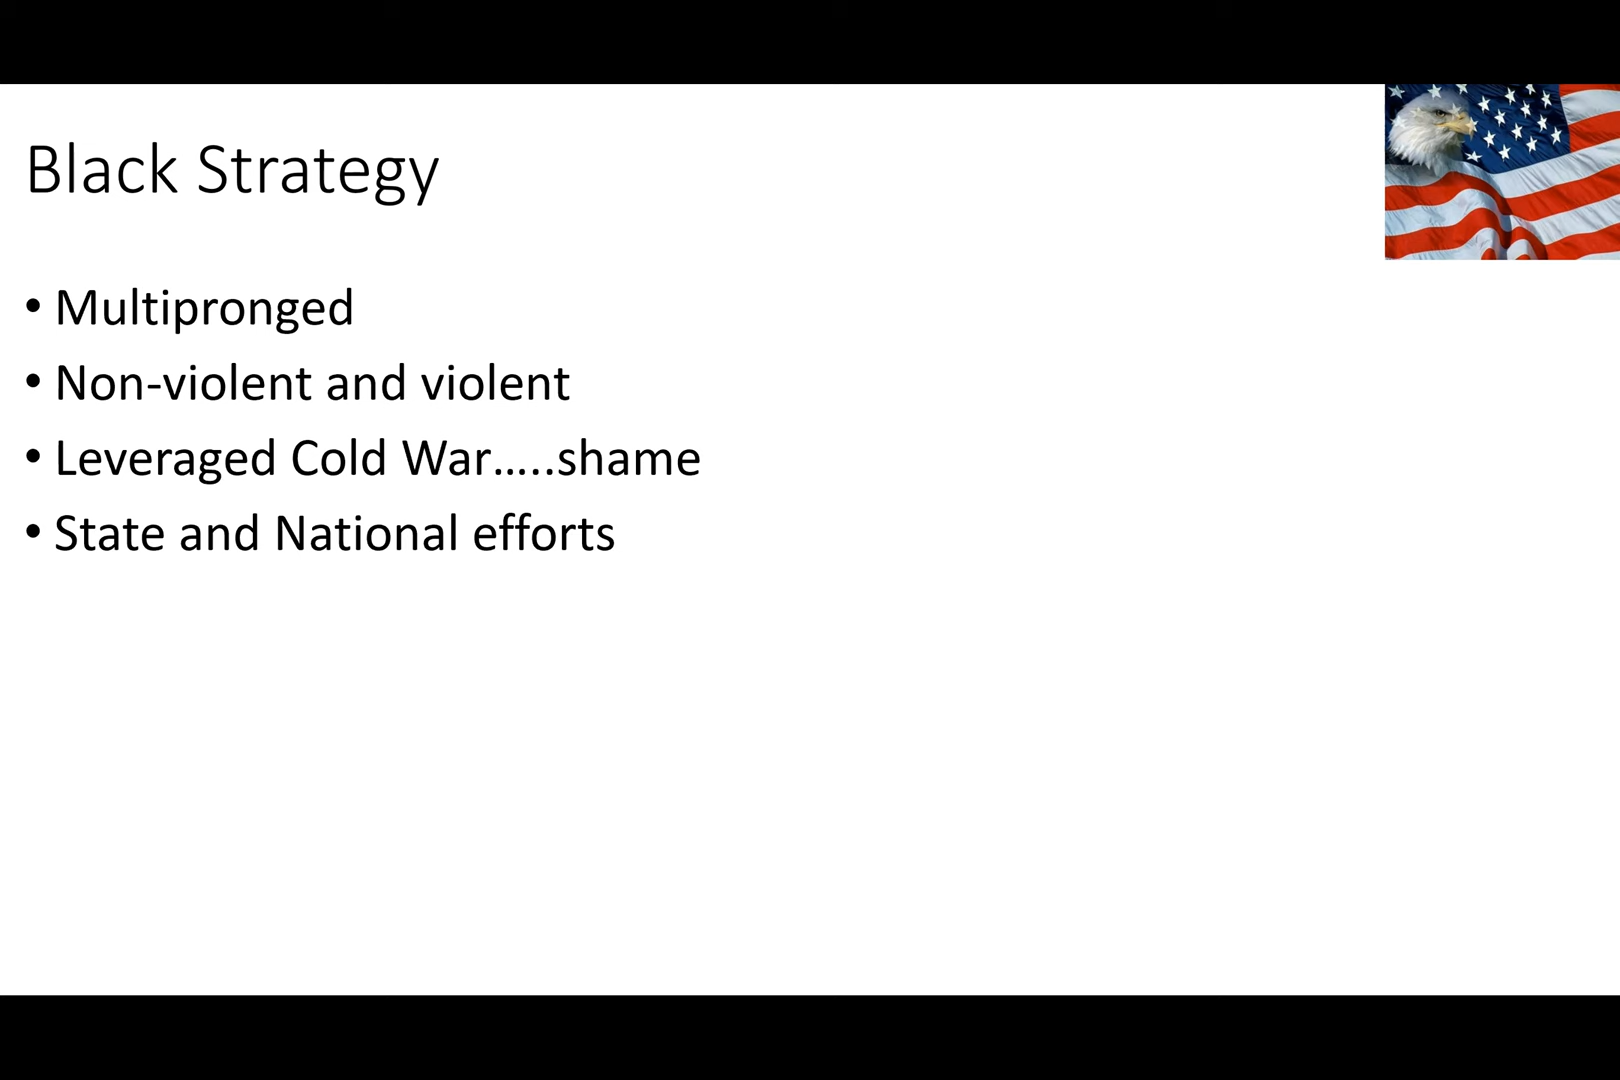 Black Strategy
• Multipronged
• Non-violent and violent
• Leveraged Cold War…..shame
• State and National efforts